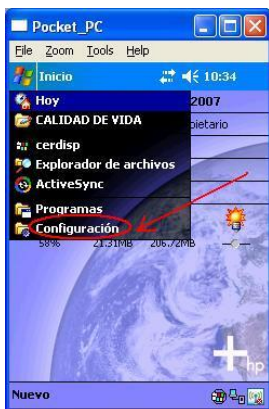 Pocket_PC
File Zoom Tools Help
Inicio 10:34
Hoy 2007
CALIDAD DE VIDA pietario
cerdisp
Explorador de archivos
ActiveSync
Programas
Configuración
58% 21.31MB 206.72MB
hp
Nuevo